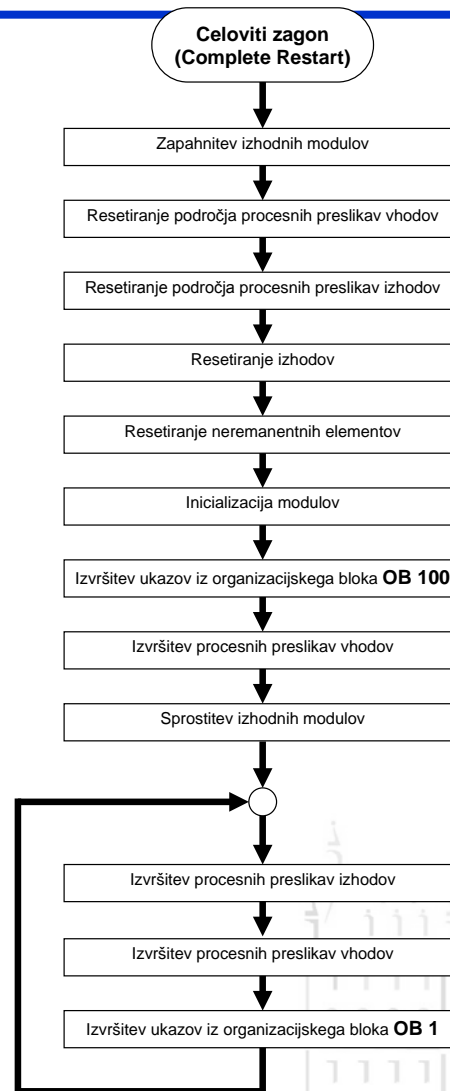 Celoviti zagon
(Complete Restart)
Zapahnitev izhodnih modulov
Resetiranje področja procesnih preslikav vhodov
Resetiranje področja procesnih preslikav izhodov
Resetiranje izhodov
Resetiranje neremanentnih elementov
Inicializacija modulov
Izvršitev ukazov iz organizacijskega bloka OB 100
Izvršitev procesnih preslikav vhodov
Sprostitev izhodnih modulov
Izvršitev procesnih preslikav izhodov
Izvršitev procesnih preslikav vhodov
Izvršitev ukazov iz organizacijskega bloka OB 1